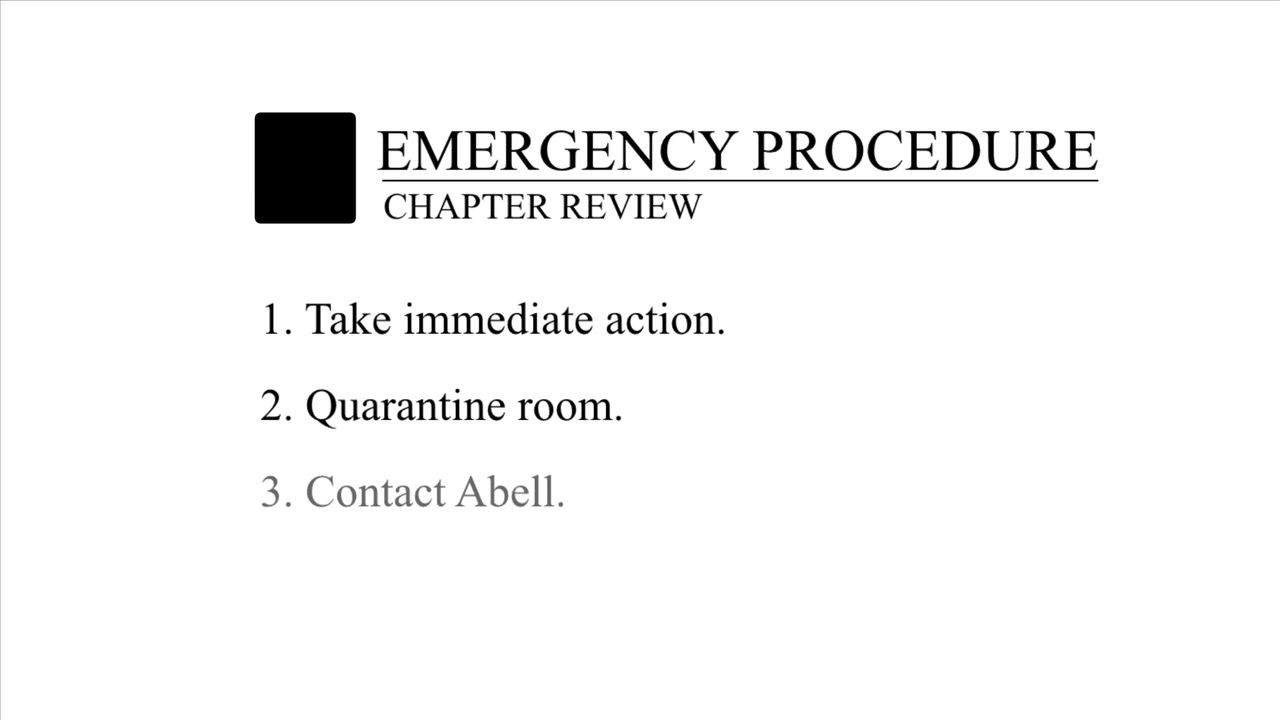 EMERGENCY PROCEDURE
CHAPTER REVIEW
1. Take immediate action.
2. Quarantine room.
3. Contact Abell.